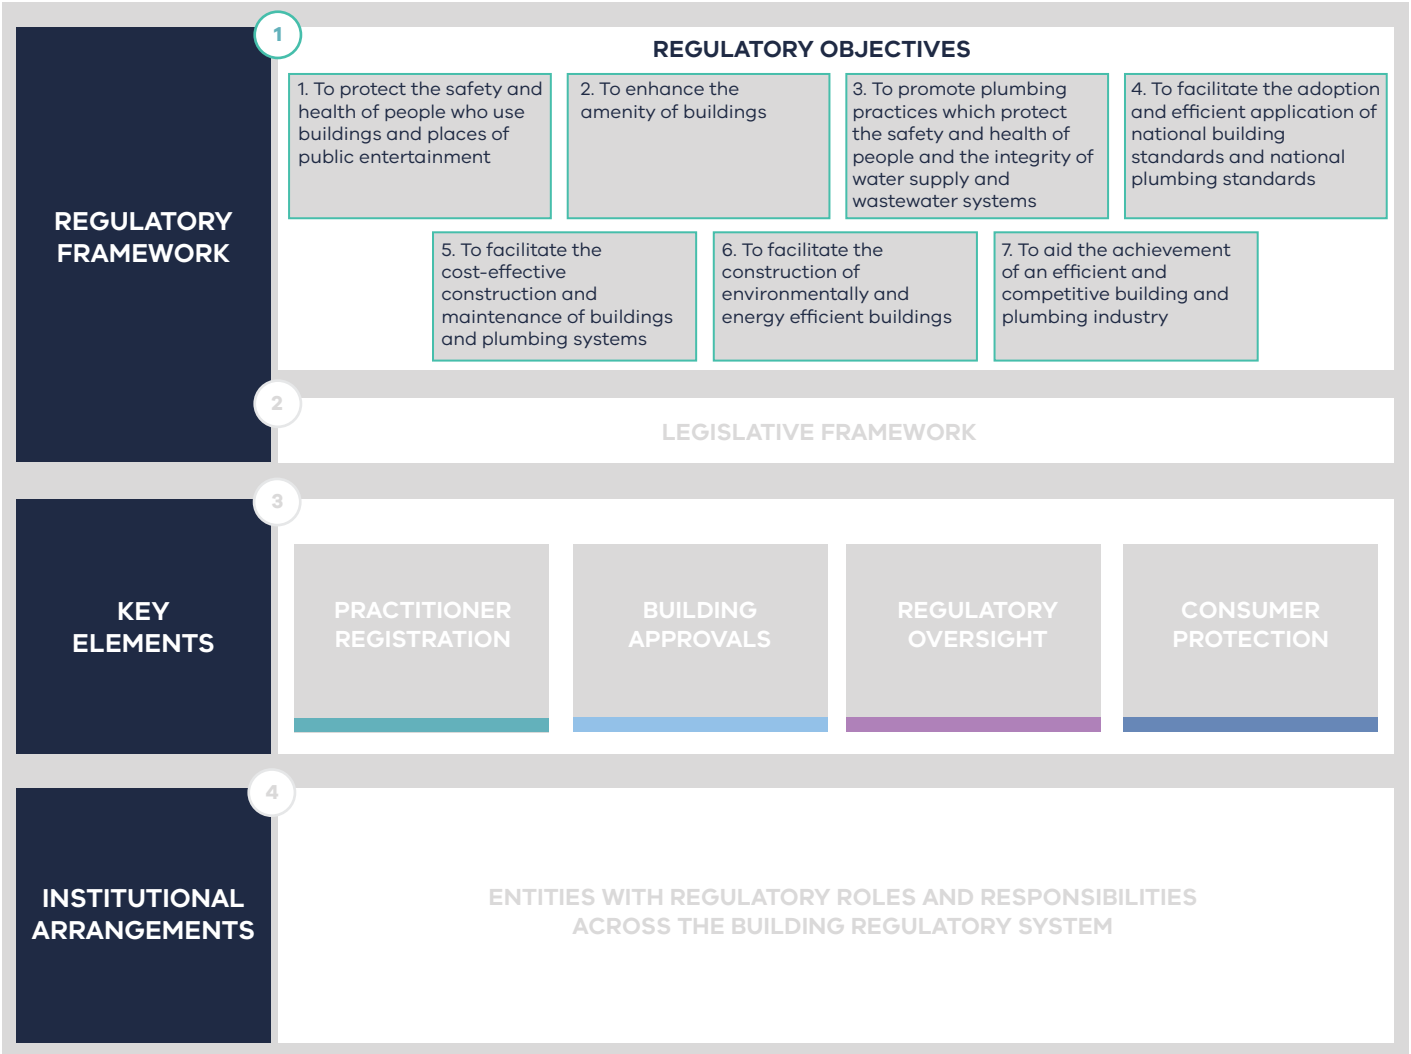 1
REGULATORY OBJECTIVES
1. To protect the safety and
health of people who use
buildings and places of
public entertainment
2. To enhance the
amenity of buildings
3. To promote plumbing
practices which protect
the safety and health of
people and the integrity of
water supply and
wastewater systems
4. To facilitate the adoption
and efficient application of
national building
standards and national
plumbing standards
REGULATORY
FRAMEWORK
5. To facilitate the
cost-effective
construction and
maintenance of buildings
and plumbing systems
6. To facilitate the
construction of
environmentally and
energy efficient buildings
7. To aid the achievement
of an efficient and
competitive building and
plumbing industry
2
LEGISLATIVE FRAMEWORK
3
KEY
ELEMENTS
PRACTITIONER
REGISTRATION
BUILDING
APPROVALS
REGULATORY
OVERSIGHT
CONSUMER
PROTECTION
4
INSTITUTIONAL
ARRANGEMENTS
ENTITIES WITH REGULATORY ROLES AND RESPONSIBILITIES
ACROSS THE BUILDING REGULATORY SYSTEM